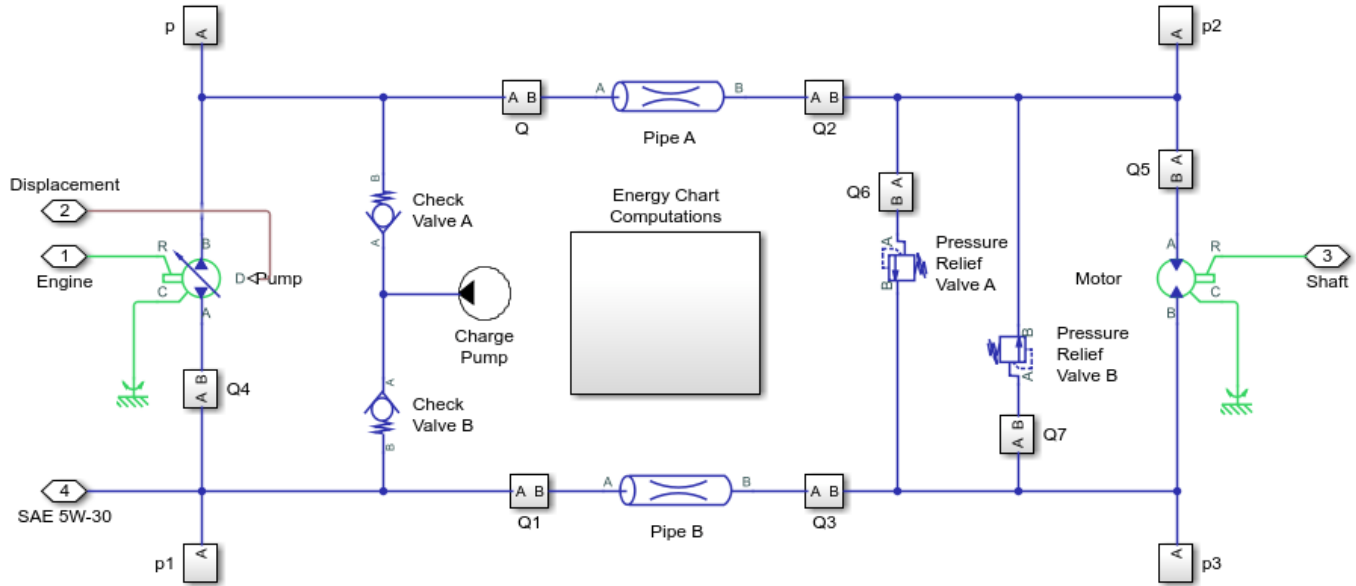 p
A
p2
A
A B
Q
A
B
Pipe A
A B
Q2
B
Check
Valve A
A
Displacement
2
1
Engine
R
C
B
D
Pump
A
Energy Chart
Computations
Charge
Pump
Q6
B A
A
B
Pressure
Relief
Valve A
Q5
B A
Motor
A
B
R
C
3
Shaft
B
A
Pressure
Relief
Valve B
A B
Q7
A B
Q4
A
Check
Valve B
B
4
SAE 5W-30
A B
Q1
A
B
Pipe B
A B
Q3
p1
A
A
p3